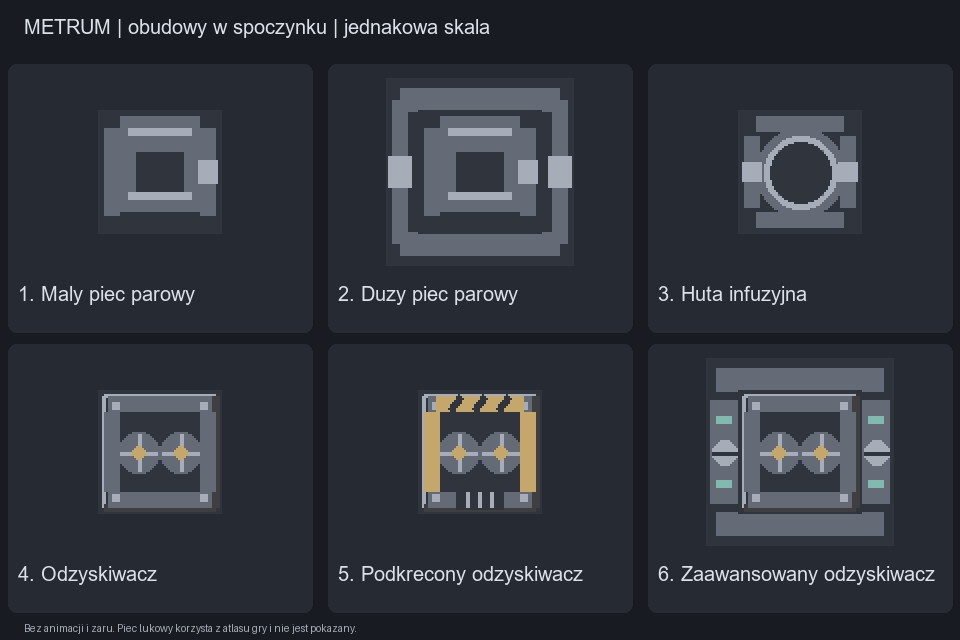 METRUM | obudowy w spoczynku | jednakowa skala
1. Maly piec parowy
2. Duzy piec parowy
3. Huta infuzyjna
4. Odzyskiwacz
5. Podkrecony odzyskiwacz
6. Zaawansowany odzyskiwacz
Bez animacji i zaru. Piec lukowy korzysta z atlasu gry i nie jest pokazany.